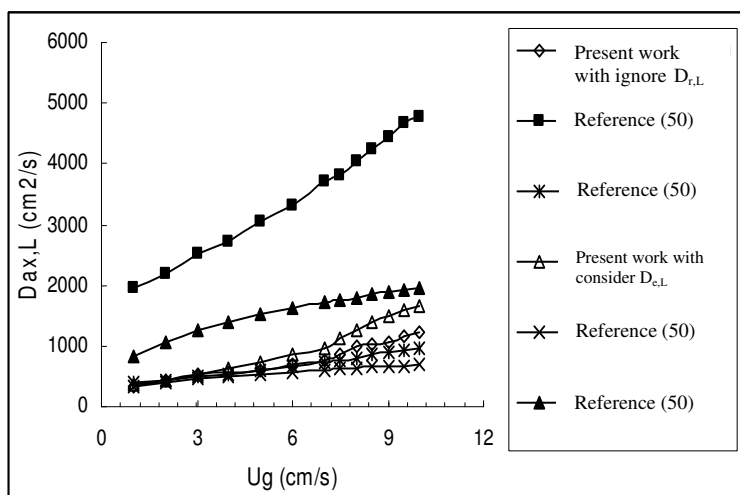 6000
5000
4000
3000
2000
1000
0
Dax,L (cm2/s)
0
3
6
9
12
Ug (cm/s)
Present work
with ignore Dr,L
Reference (50)
Reference (50)
Present work with
consider De,L
Reference (50)
Reference (50)